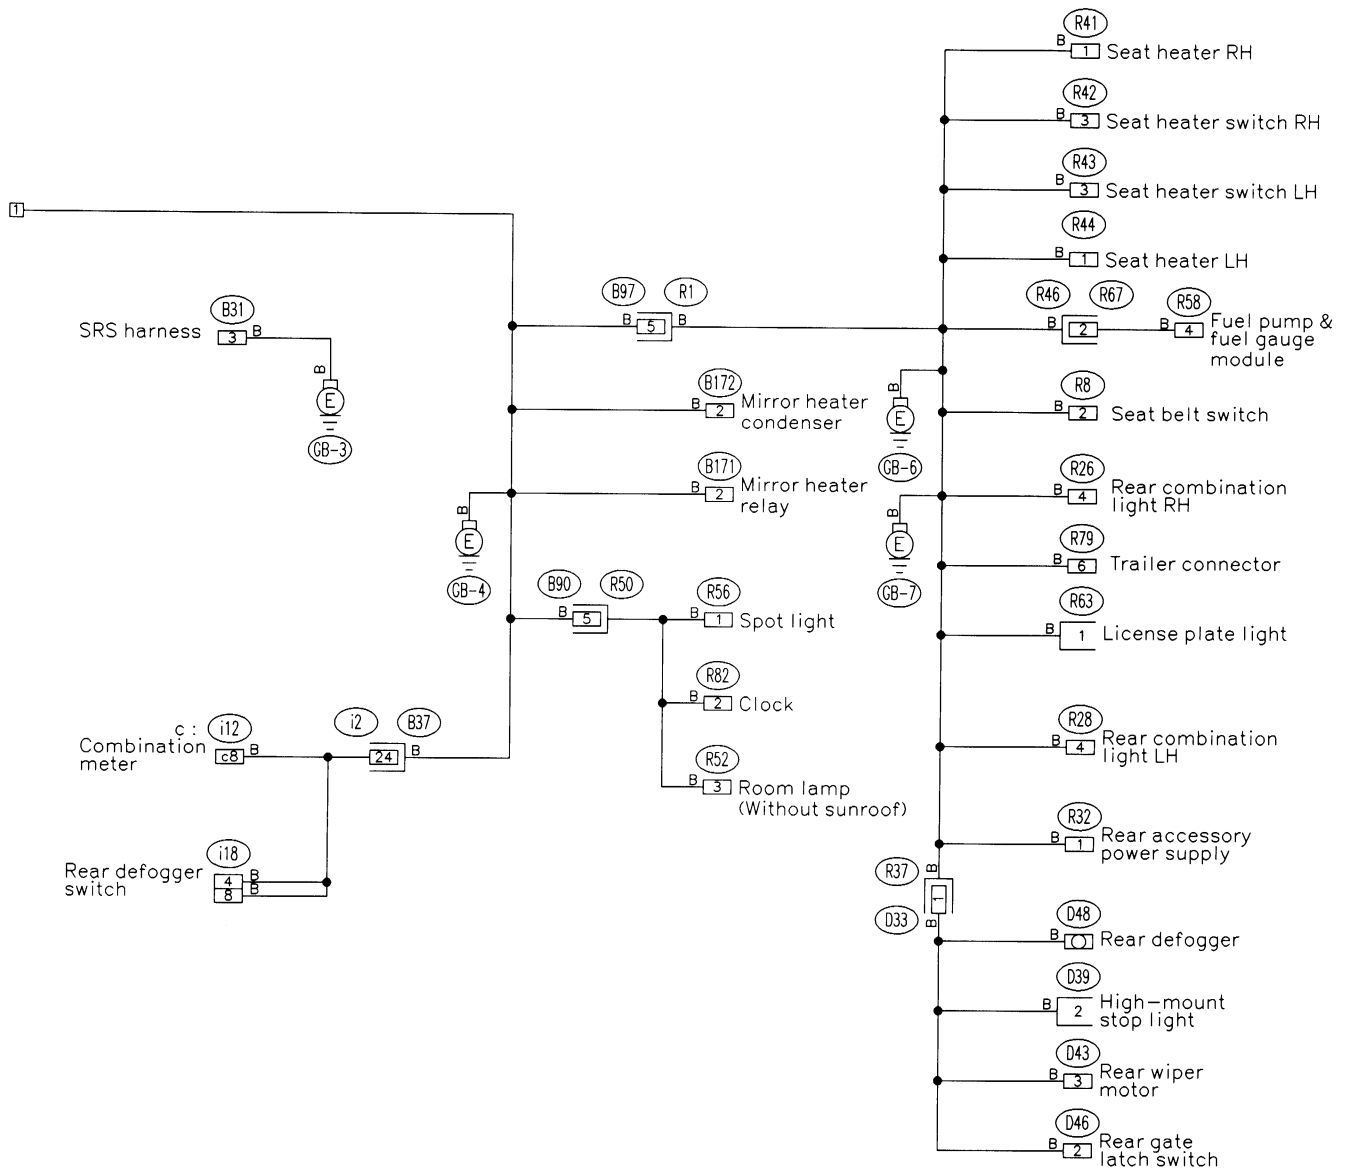 R41
B
1 Seat heater RH
R42
B
3 Seat heater switch RH
R43
B
3 Seat heater switch LH
R44
B
1 Seat heater LH
1
B97 R1
B 5 B
R46 R67 R58
B 2 B 4
Fuel pump &
fuel gauge
module
B31
SRS harness 3 B
B
E
GB-3
B172
B 2
Mirror heater
condenser
B
E
GB-6
R8
B 2 Seat belt switch
B171
B 2
Mirror heater
relay
B
E
GB-4
R26
B 4
Rear combination
light RH
B
E
GB-7
R79
B 6 Trailer connector
B90 R50
B 5
R56
B 1 Spot light
R63
B 1 License plate light
R82
B 2 Clock
c :
Combination
meter
i12
c8 B
i2 B37
24 B
R52
B 3
Room lamp
(Without sunroof)
R28
B 4
Rear combination
light LH
R32
B 1
Rear accessory
power supply
Rear defogger
switch
i18
4 B
8 B
R37 B
1
D33 B
D48
B Rear defogger
D39
B 2
High-mount
stop light
D43
B 3
Rear wiper
motor
D46
B 2
Rear gate
latch switch